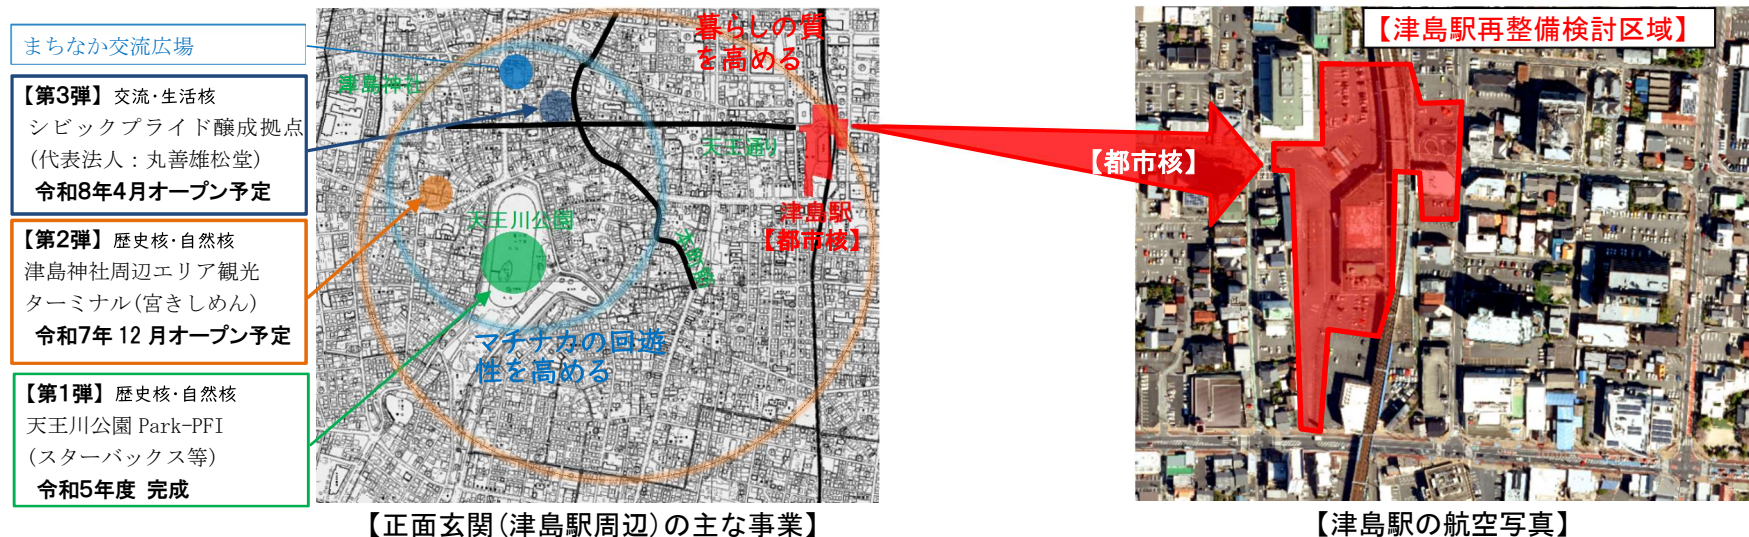 まちなか交流広場
【第3弾】交流・生活核
シビックプライド醸成拠点
(代表法人：丸善雄松堂)
令和8年4月オープン予定
【第2弾】歴史核・自然核
津島神社周辺エリア観光
ターミナル(宮きしめん)
令和7年12月オープン予定
【第1弾】歴史核・自然核
天王川公園 Park-PFI
(スターバックス等)
令和5年度 完成
暮らしの質
を高める
津島神社
天王通り
天王川公園
津島駅
【都市核】
本町筋
マチナカの回遊
性を高める
【正面玄関(津島駅周辺)の主な事業】
【都市核】
【津島駅再整備検討区域】
【津島駅の航空写真】